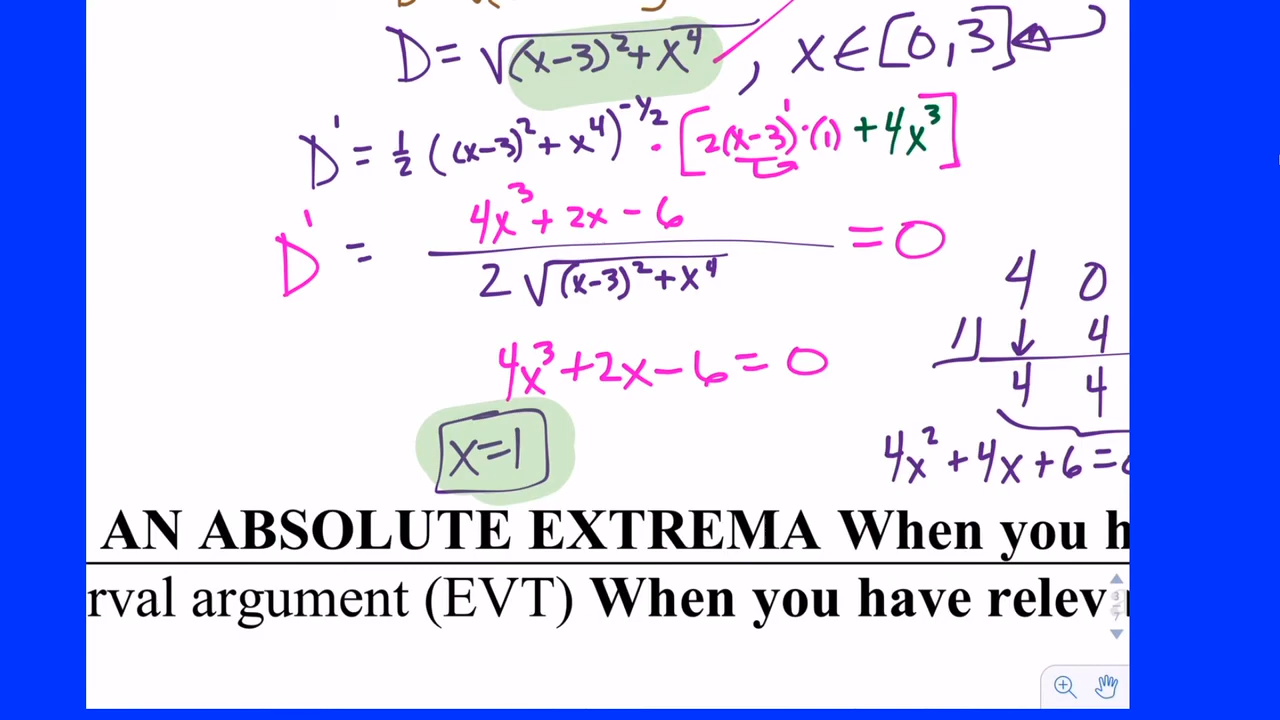 D = √((x-3)² + x⁴) , x ∈ [0,3]
D' = 1/2 ((x-3)² + x⁴)^(-1/2) · [2(x-3)¹·(1) + 4x³]
D' = (4x³ + 2x - 6) / (2√((x-3)² + x⁴)) = 0
4 0
1| ↓ 4
4 4
4x³ + 2x - 6 = 0
x = 1
4x² + 4x + 6 =
AN ABSOLUTE EXTREMA When you h
rval argument (EVT) When you have relev